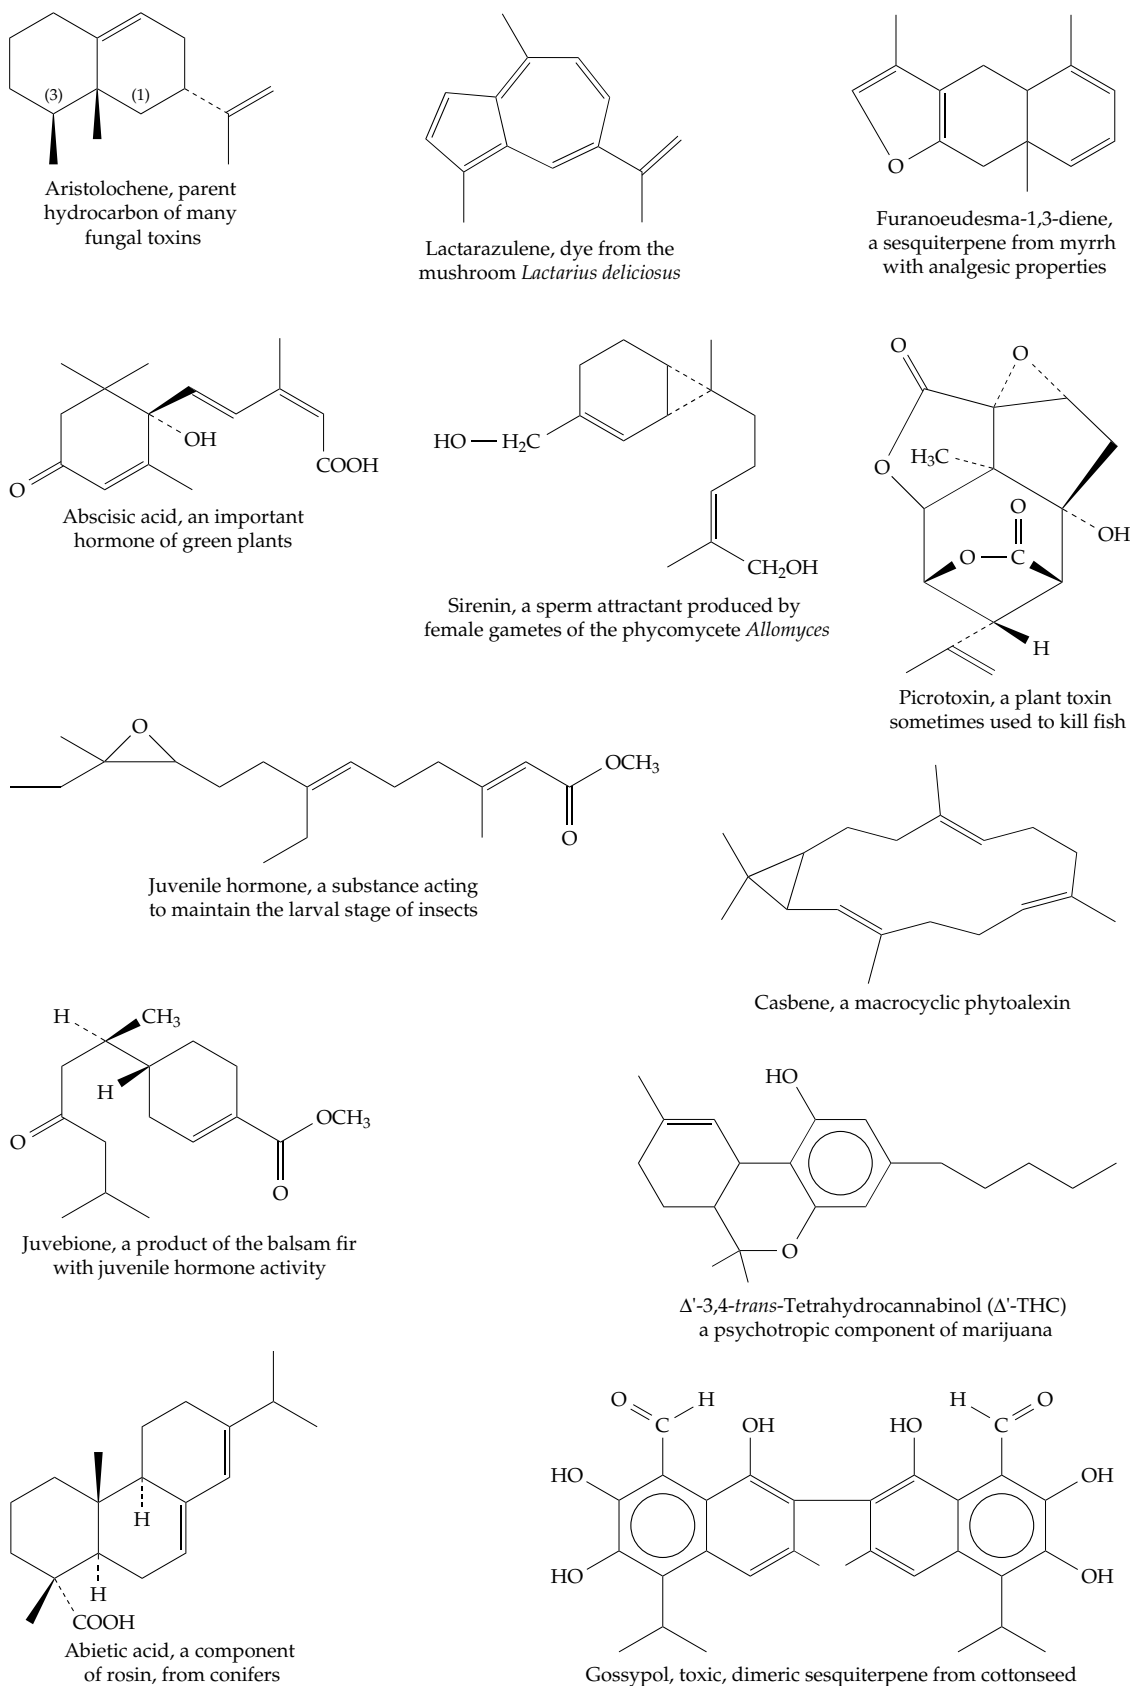 (3)
(1)
Aristolochene, parent
hydrocarbon of many
fungal toxins
Lactarazulene, dye from the
mushroom Lactarius deliciosus
O
Furanoeudesma-1,3-diene,
a sesquiterpene from myrrh
with analgesic properties
OH
COOH
O
Abscisic acid, an important
hormone of green plants
HO
H₂C
CH₂OH
Sirenin, a sperm attractant produced by
female gametes of the phycomycete Allomyces
O
O
H₃C
O
O
OH
O
C
H
Picrotoxin, a plant toxin
sometimes used to kill fish
O
OCH₃
O
Juvenile hormone, a substance acting
to maintain the larval stage of insects
Casbene, a macrocyclic phytoalexin
H
CH₃
H
O
OCH₃
O
Juvebione, a product of the balsam fir
with juvenile hormone activity
HO
O
Δ'-3,4-trans-Tetrahydrocannabinol (Δ'-THC)
a psychotropic component of marijuana
H
H
COOH
Abietic acid, a component
of rosin, from conifers
O
H
C
OH
HO
HO
H
O
C
HO
OH
OH
Gossypol, toxic, dimeric sesquiterpene from cottonseed